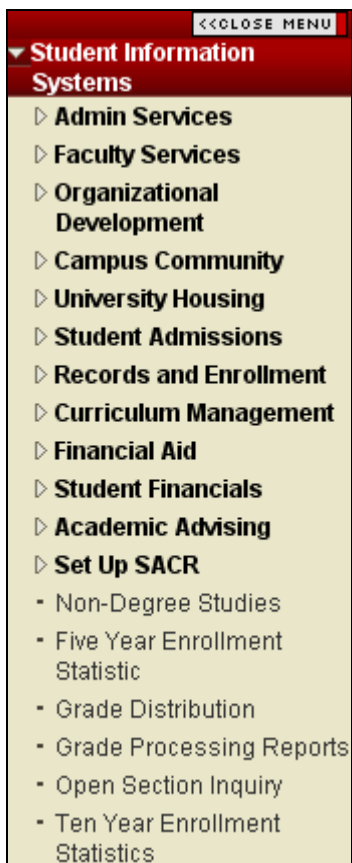 <<CLOSE MENU
Student Information
Systems
Admin Services
Faculty Services
Organizational
Development
Campus Community
University Housing
Student Admissions
Records and Enrollment
Curriculum Management
Financial Aid
Student Financials
Academic Advising
Set Up SACR
- Non-Degree Studies
- Five Year Enrollment
Statistic
- Grade Distribution
- Grade Processing Reports
- Open Section Inquiry
- Ten Year Enrollment
Statistics